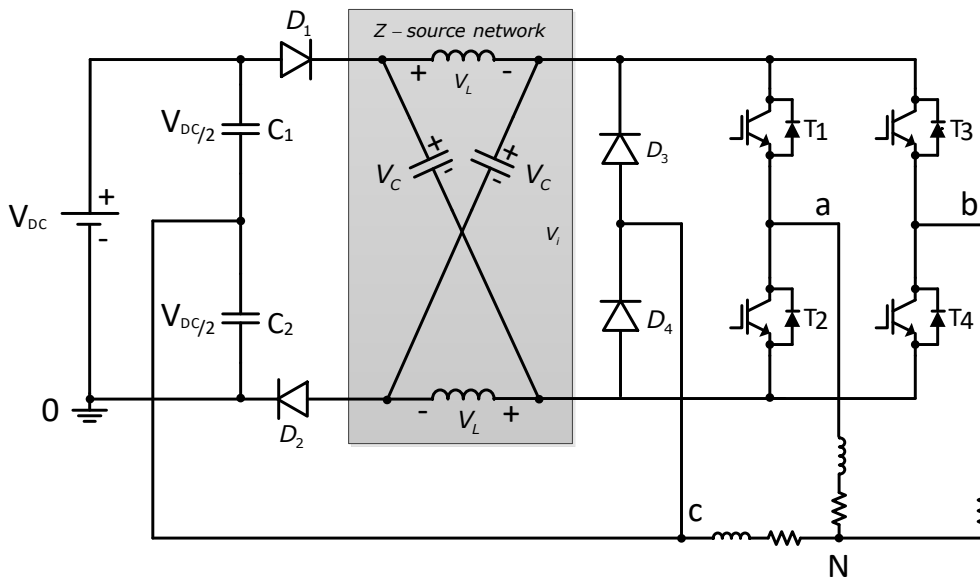 D1
Z – source network
+ VL -
VDC/2 C1
T1
T3
D3
+
-
VC
+
-
VC
a
b
VDC
+
-
Vi
VDC/2 C2
D4
T2
T4
0
D2
- VL +
c
N